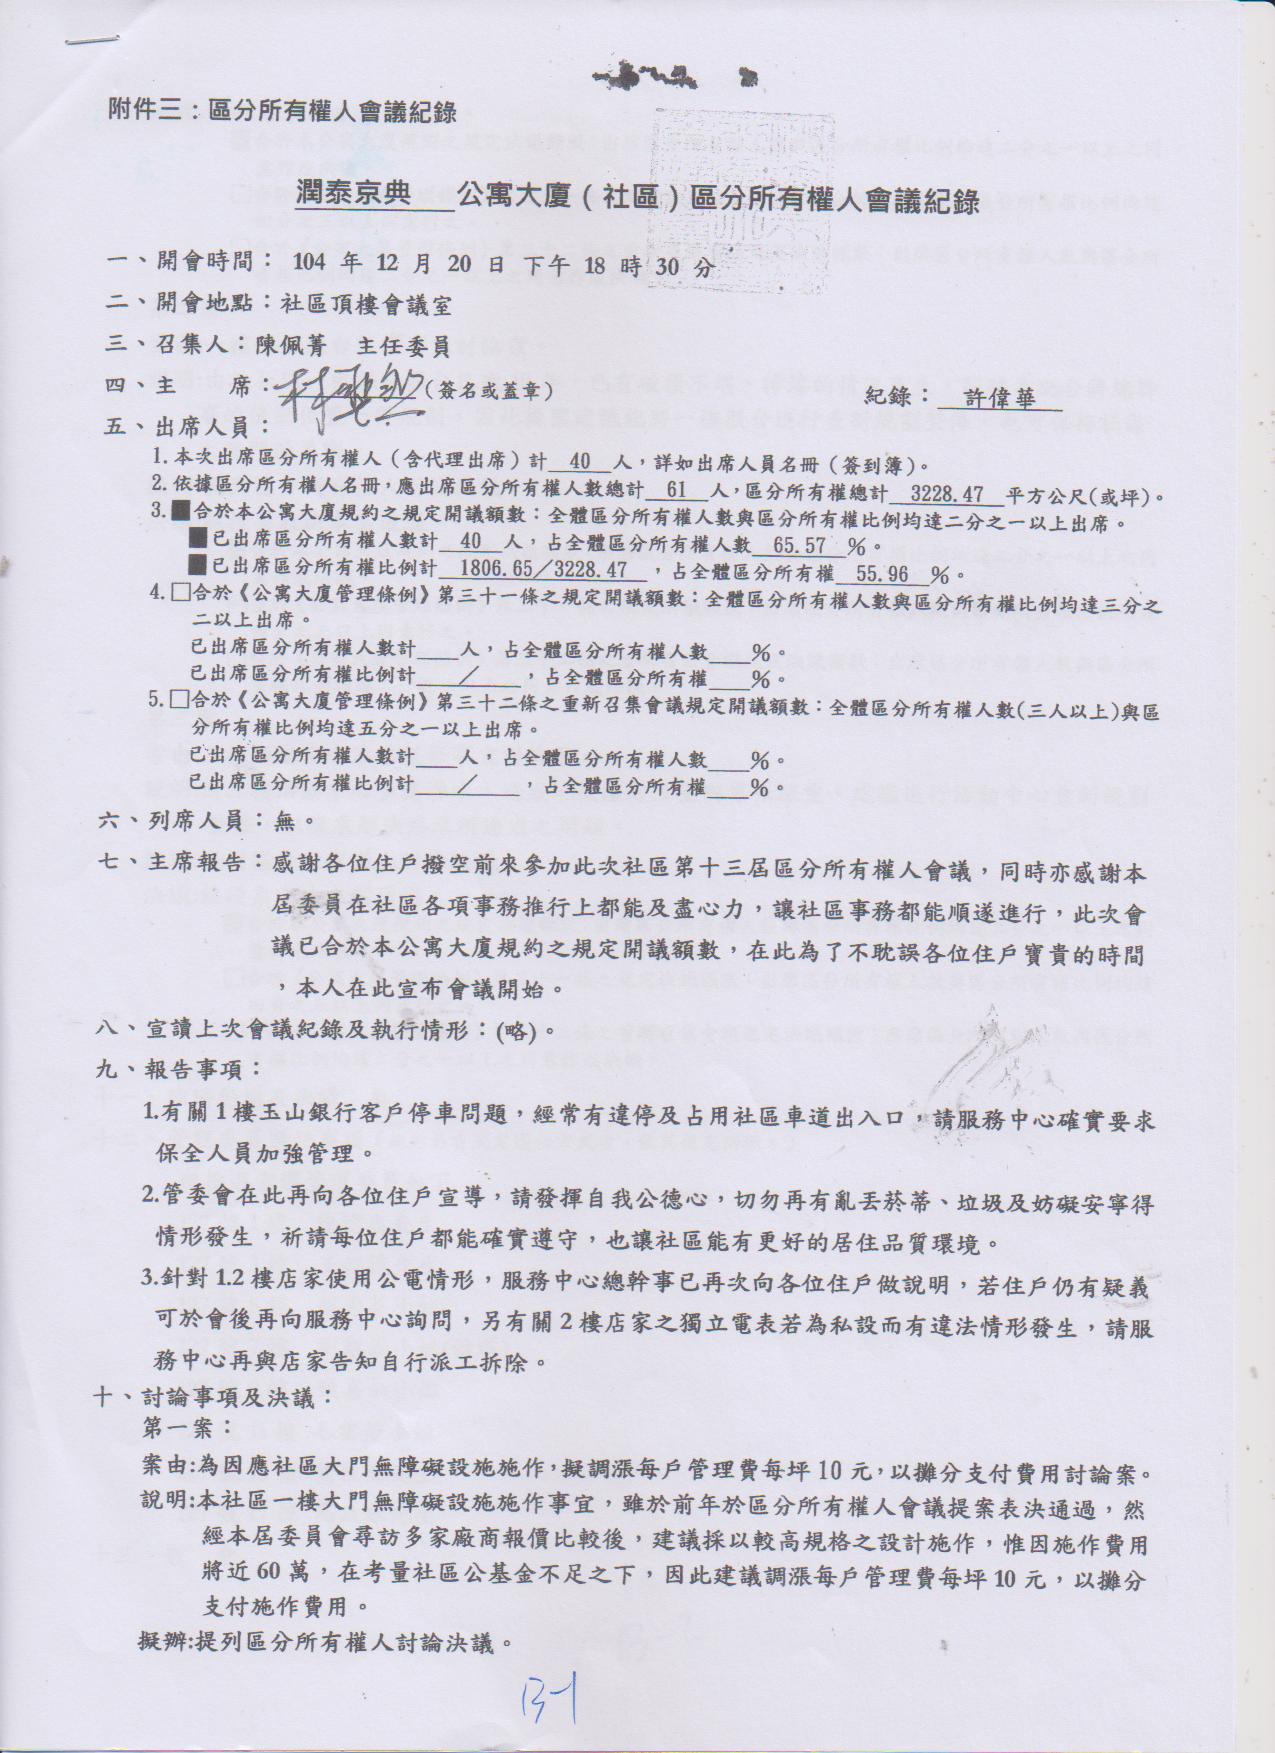 附件三：區分所有權人會議紀錄
潤泰京典　公寓大廈（社區）區分所有權人會議紀錄
一、開會時間： 104 年 12 月 20 日 下午 18 時 30 分
二、開會地點：社區頂樓會議室
三、召集人：陳佩菁　主任委員
四、主　　席：（簽名或蓋章）　紀錄： 許偉華
五、出席人員：
1.本次出席區分所有權人（含代理出席）計 40 人，詳如出席人員名冊（簽到簿）。
2.依據區分所有權人名冊，應出席區分所有權人數總計 61 人，區分所有權總計 3228.47 平方公尺(或坪)。
3.■合於本公寓大廈規約之規定開議額數：全體區分所有權人數與區分所有權比例均達二分之一以上出席。
■已出席區分所有權人數計 40 人，占全體區分所有權人數 65.57 %。
■已出席區分所有權比例計 1806.65／3228.47 ，占全體區分所有權 55.96 %。
4.□合於《公寓大廈管理條例》第三十一條之規定開議額數：全體區分所有權人數與區分所有權比例均達三分之
二以上出席。
已出席區分所有權人數計____人，占全體區分所有權人數____%。
已出席區分所有權比例計____／____，占全體區分所有權____%。
5.□合於《公寓大廈管理條例》第三十二條之重新召集會議規定開議額數：全體區分所有權人數(三人以上)與區
分所有權比例均達五分之一以上出席。
已出席區分所有權人數計____人，占全體區分所有權人數____%。
已出席區分所有權比例計____／____，占全體區分所有權____%。
六、列席人員：無。
七、主席報告：感謝各位住戶撥空前來參加此次社區第十三屆區分所有權人會議，同時亦感謝本
屆委員在社區各項事務推行上都能及盡心力，讓社區事務都能順遂進行，此次會
議已合於本公寓大廈規約之規定開議額數，在此為了不耽誤各位住戶寶貴的時間
，本人在此宣布會議開始。
八、宣讀上次會議紀錄及執行情形：(略)。
九、報告事項：
1.有關 1 樓玉山銀行客戶停車問題，經常有違停及占用社區車道出入口，請服務中心確實要求
保全人員加強管理。
2.管委會在此再向各位住戶宣導，請發揮自我公德心，切勿再有亂丟菸蒂、垃圾及妨礙安寧得
情形發生，祈請每位住戶都能確實遵守，也讓社區能有更好的居住品質環境。
3.針對 1.2 樓店家使用公電情形，服務中心總幹事已再次向各位住戶做說明，若住戶仍有疑義
可於會後再向服務中心詢問，另有關 2 樓店家之獨立電表若為私設而有違法情形發生，請服
務中心再與店家告知自行派工拆除。
十、討論事項及決議：
第一案：
案由:為因應社區大門無障礙設施施作，擬調漲每戶管理費每坪 10 元，以攤分支付費用討論案。
說明:本社區一樓大門無障礙設施施作事宜，雖於前年於區分所有權人會議提案表決通過，然
經本屆委員會尋訪多家廠商報價比較後，建議採以較高規格之設計施作，惟因施作費用
將近 60 萬，在考量社區公基金不足之下，因此建議調漲每戶管理費每坪 10 元，以攤分
支付施作費用。
擬辦:提列區分所有權人討論決議。
13-1